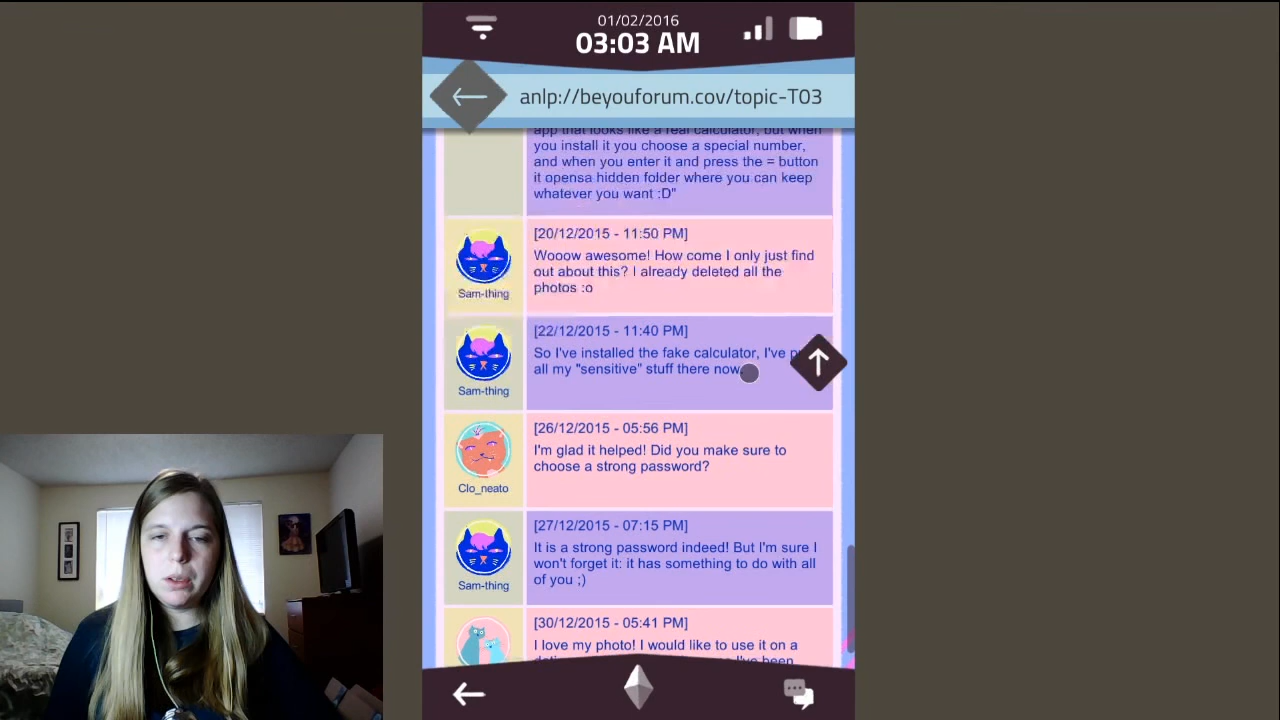 01/02/2016
03:03 AM
anlp://beyouforum.cov/topic-T03
app that looks like a real calculator, but when
you install it you choose a special number,
and when you enter it and press the = button
it opensa hidden folder where you can keep
whatever you want :D"
[20/12/2015 - 11:50 PM]
Wooow awesome! How come I only just find
out about this? I already deleted all the
photos :o
Sam-thing
[22/12/2015 - 11:40 PM]
So I've installed the fake calculator, I've
all my "sensitive" stuff there now.
Sam-thing
[26/12/2015 - 05:56 PM]
I'm glad it helped! Did you make sure to
choose a strong password?
Clo_neato
[27/12/2015 - 07:15 PM]
It is a strong password indeed! But I'm sure I
won't forget it: it has something to do with all
of you ;)
Sam-thing
[30/12/2015 - 05:41 PM]
I love my photo! I would like to use it on a
I've been